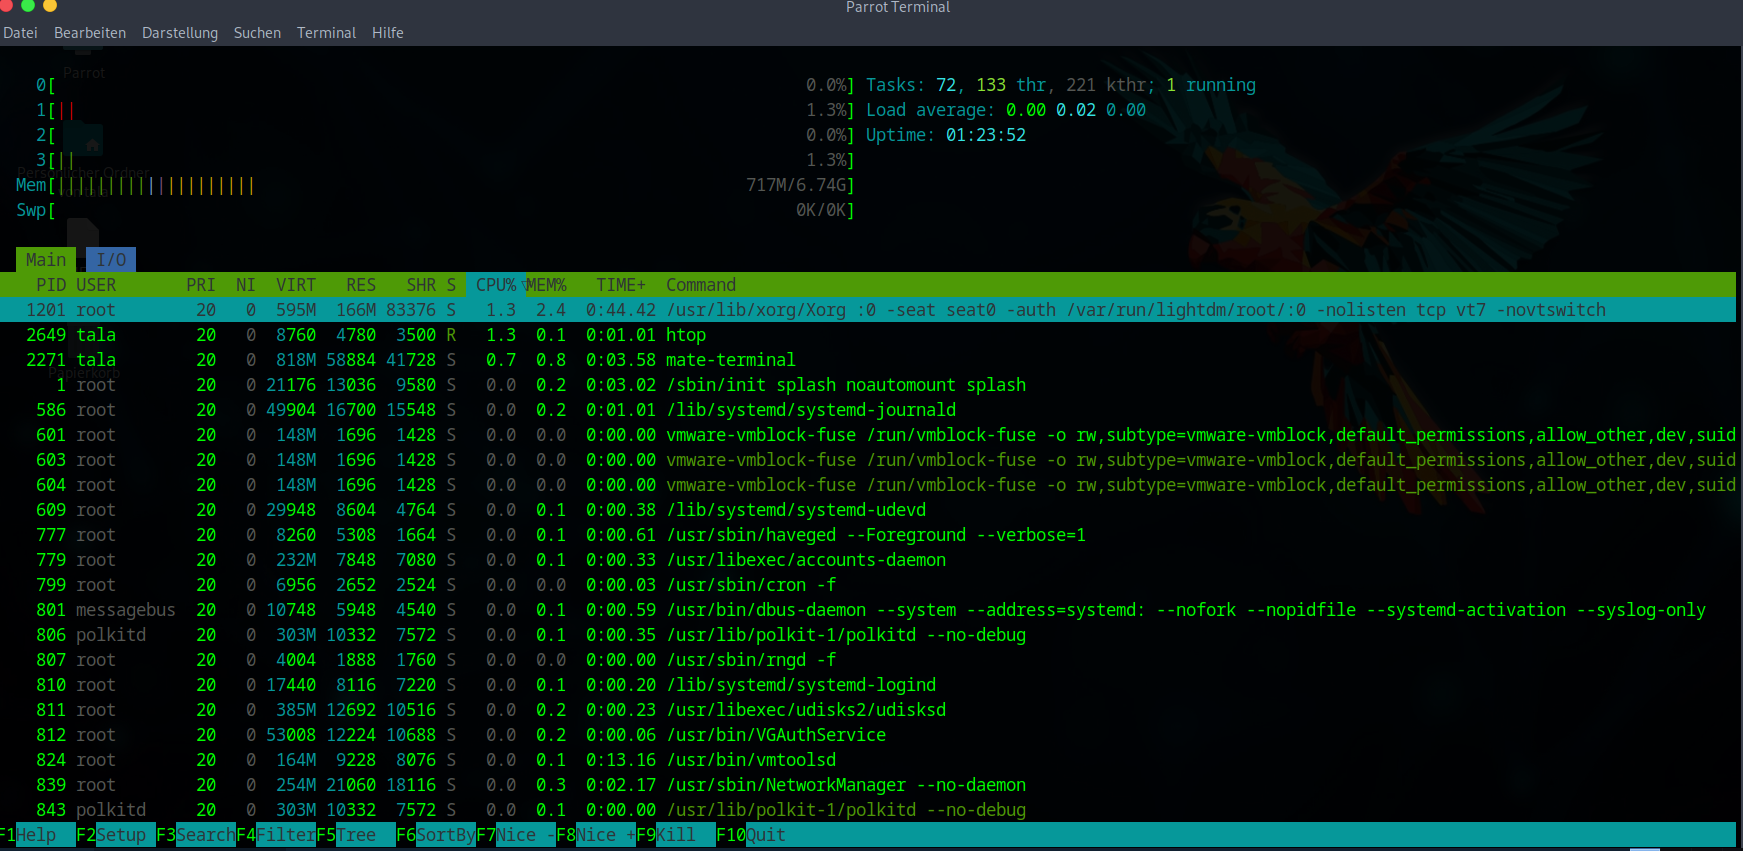 Parrot Terminal
Datei Bearbeiten Darstellung Suchen Terminal Hilfe
Parrot
0[ 0.0%] Tasks: 72, 133 thr, 221 kthr; 1 running
1[|| 1.3%] Load average: 0.00 0.02 0.00
2[ 0.0%] Uptime: 01:23:52
3[|| 1.3%]
Persönlicher Ordner
Mem[|||||||||||||||||||| 717M/6.74G]
Swp[ 0K/0K]
Main I/O
PID USER PRI NI VIRT RES SHR S CPU%▽MEM% TIME+ Command
1201 root 20 0 595M 166M 83376 S 1.3 2.4 0:44.42 /usr/lib/xorg/Xorg :0 -seat seat0 -auth /var/run/lightdm/root/:0 -nolisten tcp vt7 -novtswitch
2649 tala 20 0 8760 4780 3500 R 1.3 0.1 0:01.01 htop
2271 tala 20 0 818M 58884 41728 S 0.7 0.8 0:03.58 mate-terminal
Papierkorb
1 root 20 0 21176 13036 9580 S 0.0 0.2 0:03.02 /sbin/init splash noautomount splash
586 root 20 0 49904 16700 15548 S 0.0 0.2 0:01.01 /lib/systemd/systemd-journald
601 root 20 0 148M 1696 1428 S 0.0 0.0 0:00.00 vmware-vmblock-fuse /run/vmblock-fuse -o rw,subtype=vmware-vmblock,default_permissions,allow_other,dev,suid
603 root 20 0 148M 1696 1428 S 0.0 0.0 0:00.00 vmware-vmblock-fuse /run/vmblock-fuse -o rw,subtype=vmware-vmblock,default_permissions,allow_other,dev,suid
604 root 20 0 148M 1696 1428 S 0.0 0.0 0:00.00 vmware-vmblock-fuse /run/vmblock-fuse -o rw,subtype=vmware-vmblock,default_permissions,allow_other,dev,suid
609 root 20 0 29948 8604 4764 S 0.0 0.1 0:00.38 /lib/systemd/systemd-udevd
777 root 20 0 8260 5308 1664 S 0.0 0.1 0:00.61 /usr/sbin/haveged --Foreground --verbose=1
779 root 20 0 232M 7848 7080 S 0.0 0.1 0:00.33 /usr/libexec/accounts-daemon
799 root 20 0 6956 2652 2524 S 0.0 0.0 0:00.03 /usr/sbin/cron -f
801 messagebus 20 0 10748 5948 4540 S 0.0 0.1 0:00.59 /usr/bin/dbus-daemon --system --address=systemd: --nofork --nopidfile --systemd-activation --syslog-only
806 polkitd 20 0 303M 10332 7572 S 0.0 0.1 0:00.35 /usr/lib/polkit-1/polkitd --no-debug
807 root 20 0 4004 1888 1760 S 0.0 0.0 0:00.00 /usr/sbin/rngd -f
810 root 20 0 17440 8116 7220 S 0.0 0.1 0:00.20 /lib/systemd/systemd-logind
811 root 20 0 385M 12692 10516 S 0.0 0.2 0:00.23 /usr/libexec/udisks2/udisksd
812 root 20 0 53008 12224 10688 S 0.0 0.2 0:00.06 /usr/bin/VGAuthService
824 root 20 0 164M 9228 8076 S 0.0 0.1 0:13.16 /usr/bin/vmtoolsd
839 root 20 0 254M 21060 18116 S 0.0 0.3 0:02.17 /usr/sbin/NetworkManager --no-daemon
843 polkitd 20 0 303M 10332 7572 S 0.0 0.1 0:00.00 /usr/lib/polkit-1/polkitd --no-debug
F1Help F2Setup F3SearchF4FilterF5Tree F6SortByF7Nice -F8Nice +F9Kill F10Quit